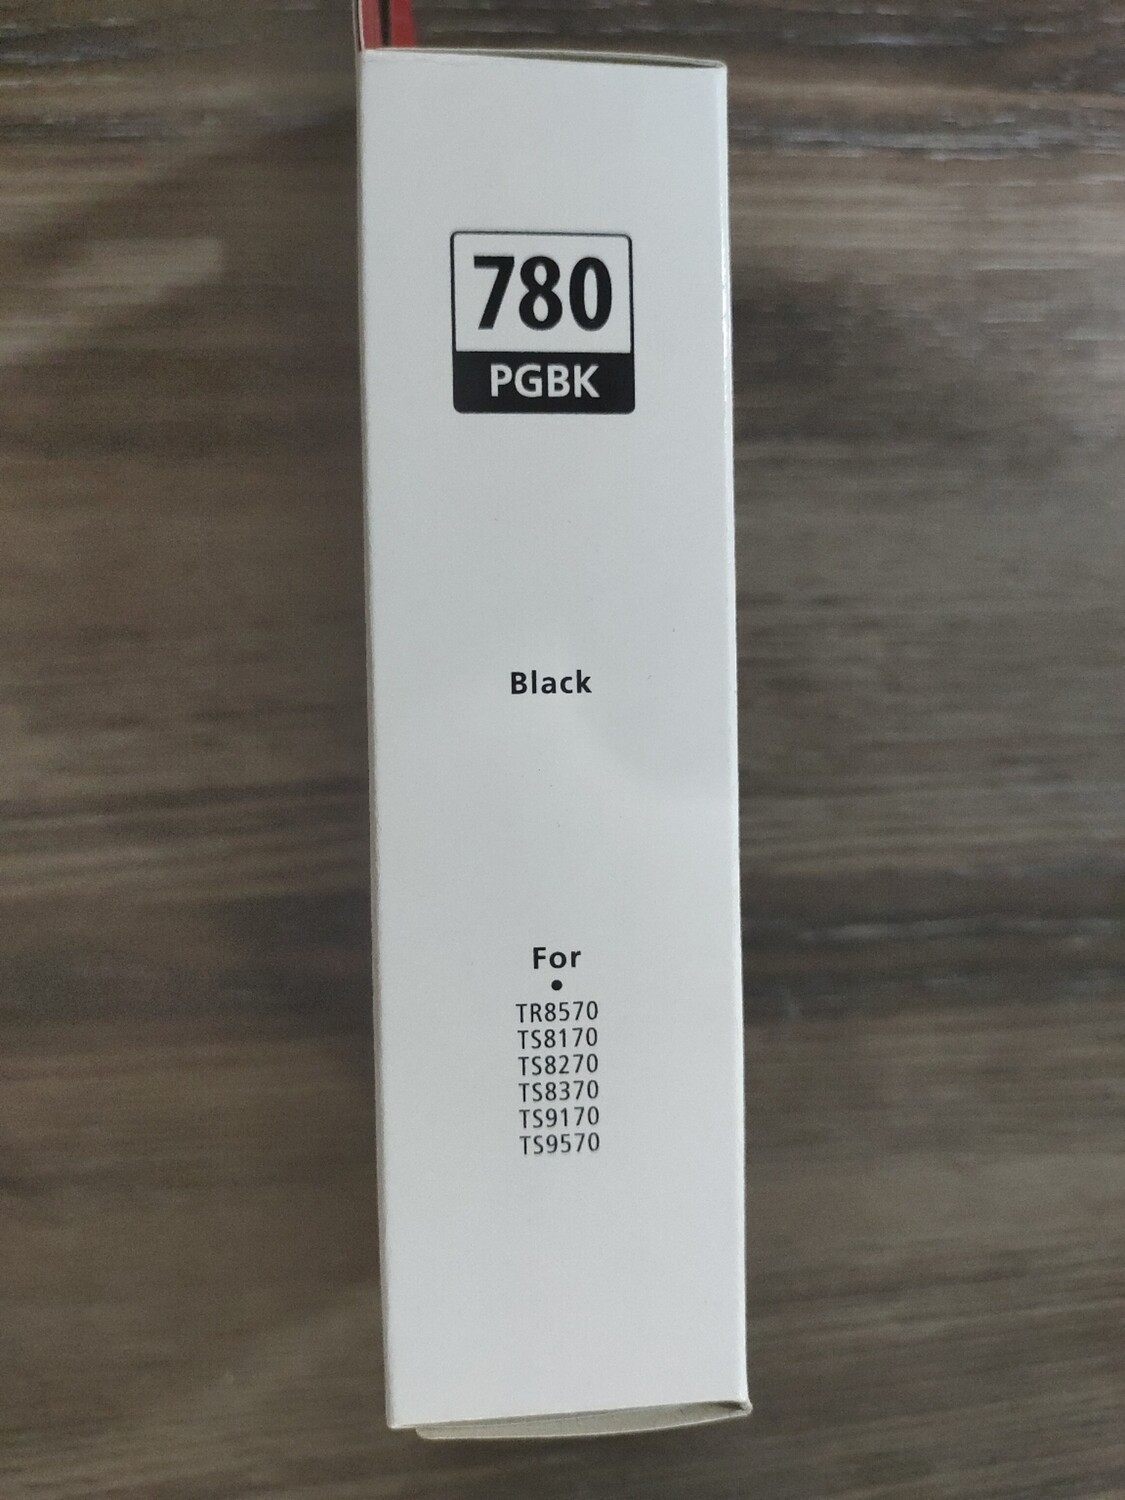 780
PGBK
Black
For
•
TR8570
TS8170
TS8270
TS8370
TS9170
TS9570